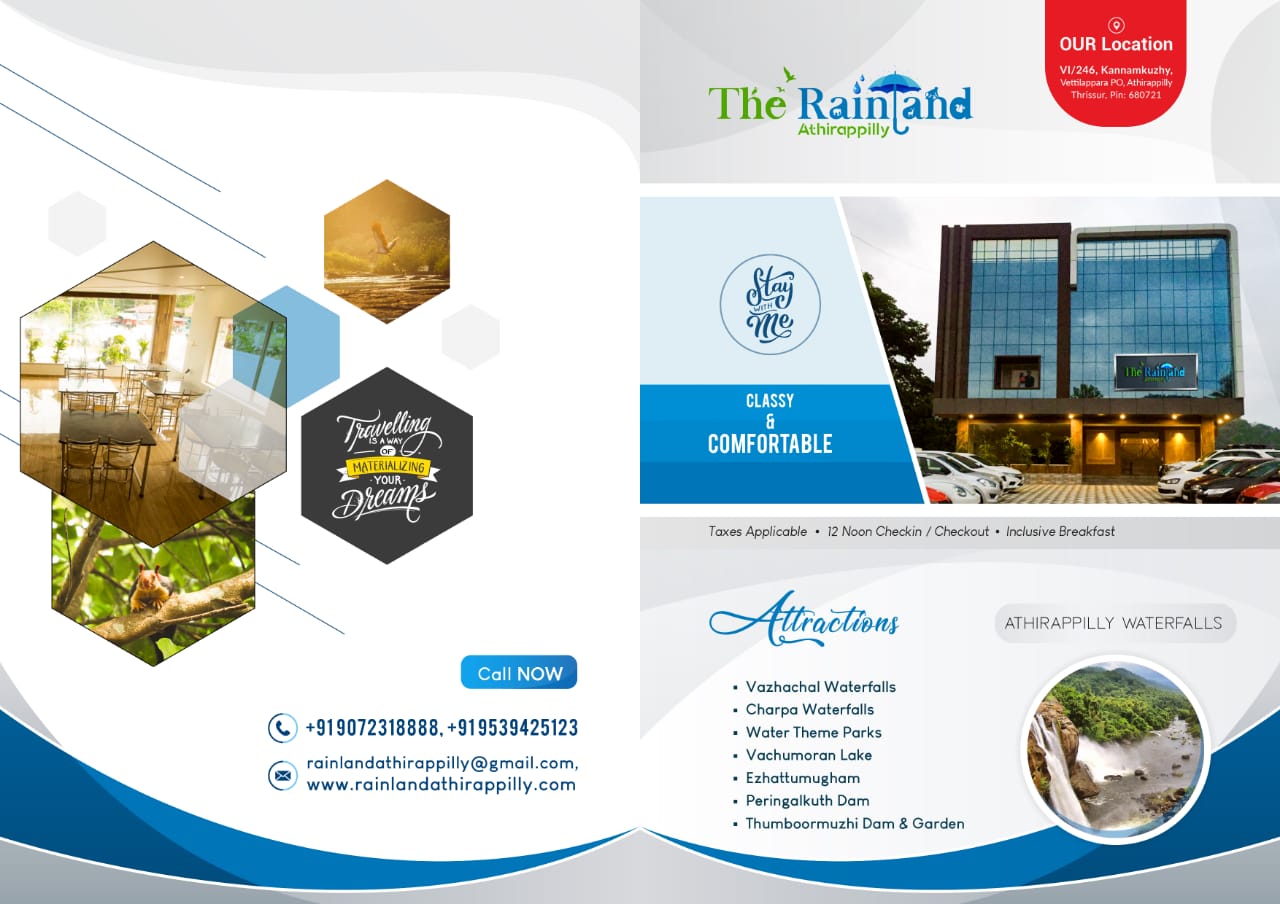 Travelling
IS A WAY
OF
MATERIALIZING
YOUR
Dreams
Call NOW
+919072318888, +919539425123
rainlandathirappilly@gmail.com,
www.rainlandathirappilly.com
The Rainland
Athirappilly
OUR Location
VI/246, Kannamkuzhy,
Vettilappara PO, Athirappilly
Thrissur. Pin: 680721
Stay
WITH
Me
CLASSY
&
COMFORTABLE
The Rainland
Taxes Applicable • 12 Noon Checkin / Checkout • Inclusive Breakfast
Attractions
▪ Vazhachal Waterfalls
▪ Charpa Waterfalls
▪ Water Theme Parks
▪ Vachumoran Lake
▪ Ezhattumugham
▪ Peringalkuth Dam
▪ Thumboormuzhi Dam & Garden
ATHIRAPPILLY WATERFALLS